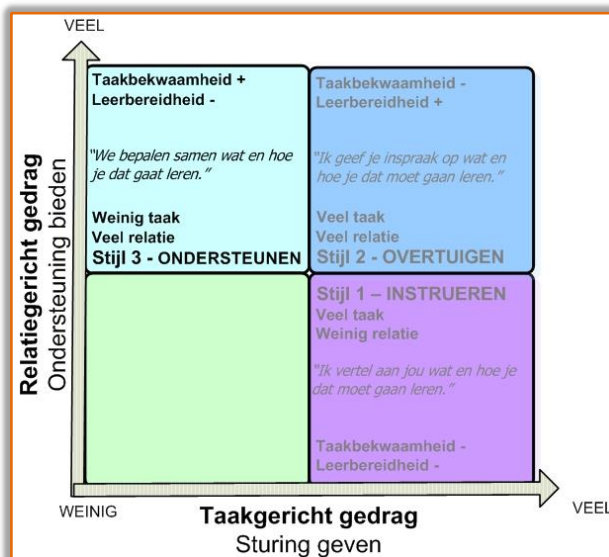 VEEL
Taakbekwaamheid +
Leerbereidheid -
"We bepalen samen wat en hoe
je dat gaat leren."
Weinig taak
Veel relatie
Stijl 3 - ONDERSTEUNEN
Taakbekwaamheid -
Leerbereidheid +
"Ik geef je inspraak op wat en
hoe je dat moet gaan leren."
Veel taak
Veel relatie
Stijl 2 - OVERTUIGEN
Stijl 1 – INSTRUEREN
Veel taak
Weinig relatie
"Ik vertel aan jou wat en hoe je
dat moet gaan leren."
Taakbekwaamheid -
Leerbereidheid -
Relatiegericht gedrag
Ondersteuning bieden
WEINIG
Taakgericht gedrag
Sturing geven
VEEL